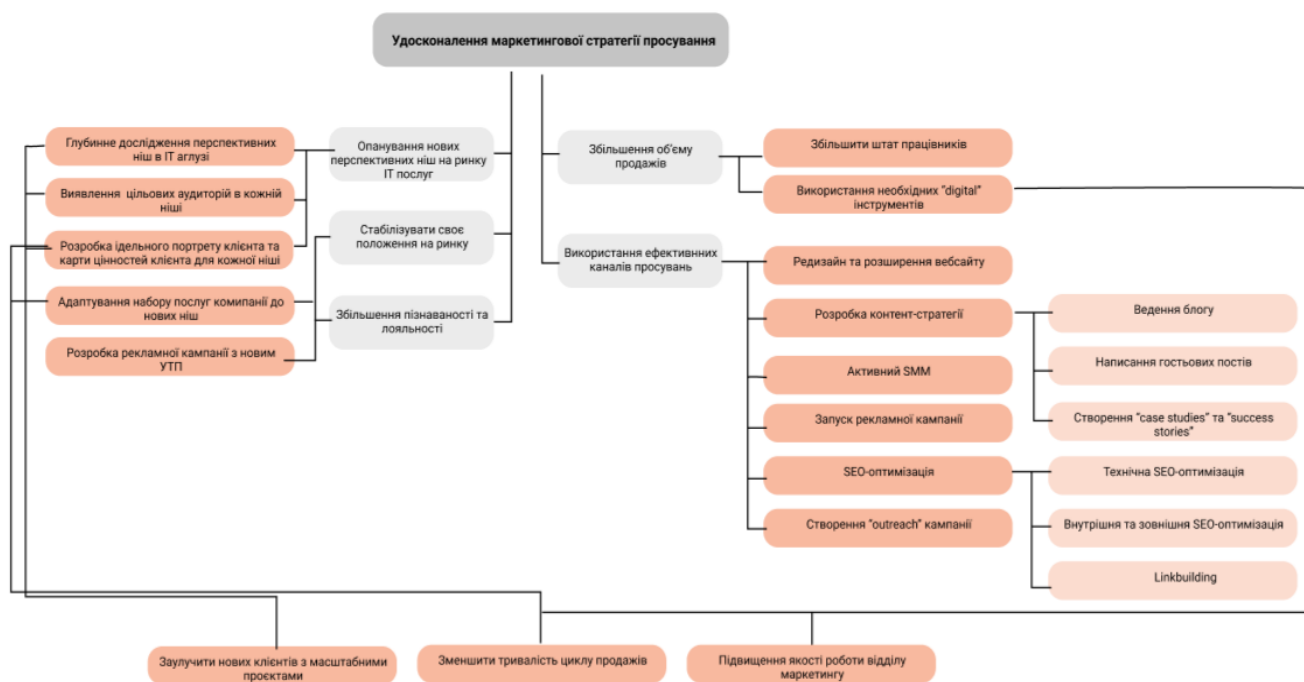 Удосконалення маркетингової стратегії просування
Глубинне дослідження перспективних
ніш в ІТ аглузі
Виявлення цільових аудиторій в кожній
ніші
Розробка ідельного портрету клієнта та
карти цінностей клієнта для кожної ніші
Адаптування набору послуг комипанії до
нових ніш
Розробка рекламної кампанії з новим
УТП
Опанування нових
перспективних ніш на ринку
ІТ послуг
Стабілізувати своє
положення на ринку
Збільшення пізнаваності та
лояльності
Збільшення об'єму
продажів
Використання ефективнних
каналів просувань
Збільшити штат працівників
Використання необхідних "digital"
інструментів
Редизайн та розширення вебсайту
Розробка контент-стратегії
Активний SMM
Запуск рекламної кампанії
SEO-оптимізація
Створення "outreach" кампанії
Ведення блогу
Написання гостьових постів
Створення "case studies" та "success
stories"
Технічна SEO-оптимізація
Внутрішня та зовнішня SEO-оптимізація
Linkbuilding
Заулучити нових клієнтів з масштабними
проєктами
Зменшити тривалість циклу продажів
Підвищення якості роботи відділу
маркетингу